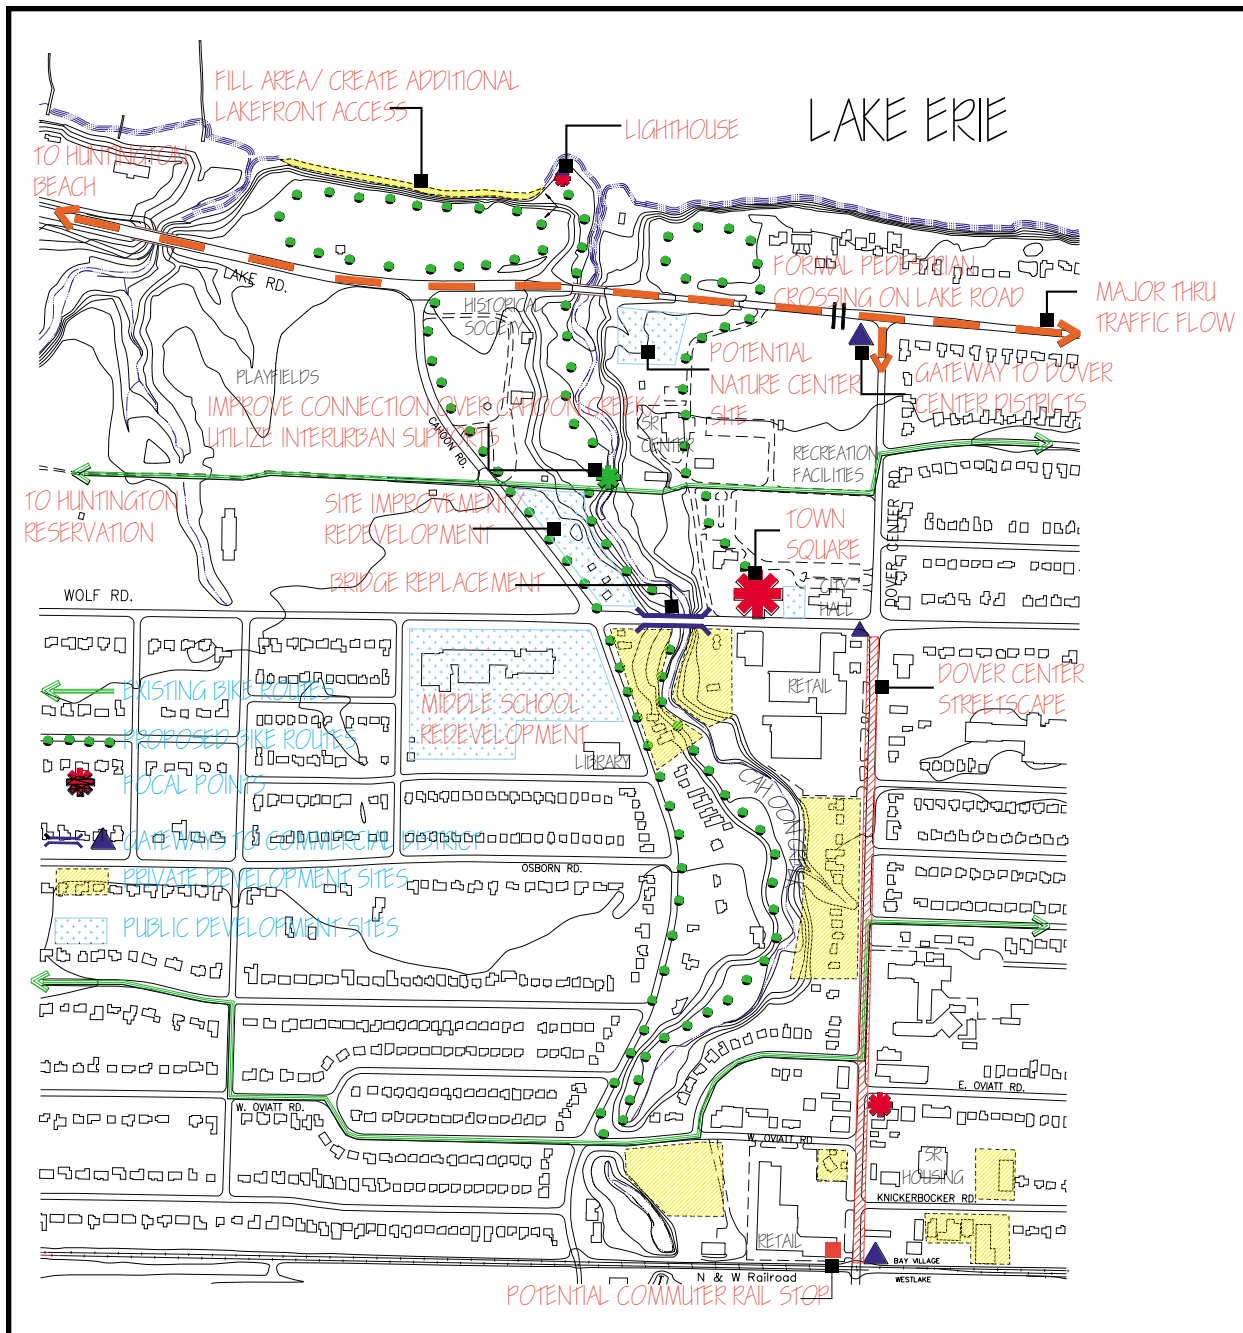 FILL AREA/ CREATE ADDITIONAL
LAKEFRONT ACCESS
LIGHTHOUSE
LAKE ERIE
TO HUNTINGTON
BEACH
LAKE RD.
FORMAL PEDESTRIAN
CROSSING ON LAKE ROAD
MAJOR THRU
TRAFFIC FLOW
HISTORICAL
SOCIETY
PLAYFIELDS
POTENTIAL
NATURE CENTER
SITE
GATEWAY TO DOVER
CENTER DISTRICTS
IMPROVE CONNECTION OVER CAHOON CREEK-
UTILIZE INTERURBAN SUPPORTS
CAHOON RD.
SR.
CENTER
RECREATION
FACILITIES
TO HUNTINGTON
RESERVATION
SITE IMPROVEMENT/
REDEVELOPMENT
TOWN
SQUARE
DOVER CENTER RD.
BRIDGE REPLACEMENT
CITY
HALL
WOLF RD.
EXISTING BIKE ROUTES
PROPOSED BIKE ROUTES
FOCAL POINTS
GATEWAYS TO COMMERCIAL DISTRICT
PRIVATE DEVELOPMENT SITES
PUBLIC DEVELOPMENT SITES
MIDDLE SCHOOL
REDEVELOPMENT
LIBRARY
RETAIL
DOVER CENTER
STREETSCAPE
CAHOON CREEK
OSBORN RD.
W. OVIATT RD.
E. OVIATT RD.
W. OVIATT RD.
SR.
HOUSING
KNICKERBOCKER RD.
RETAIL
BAY VILLAGE
WESTLAKE
N & W Railroad
POTENTIAL COMMUTER RAIL STOP